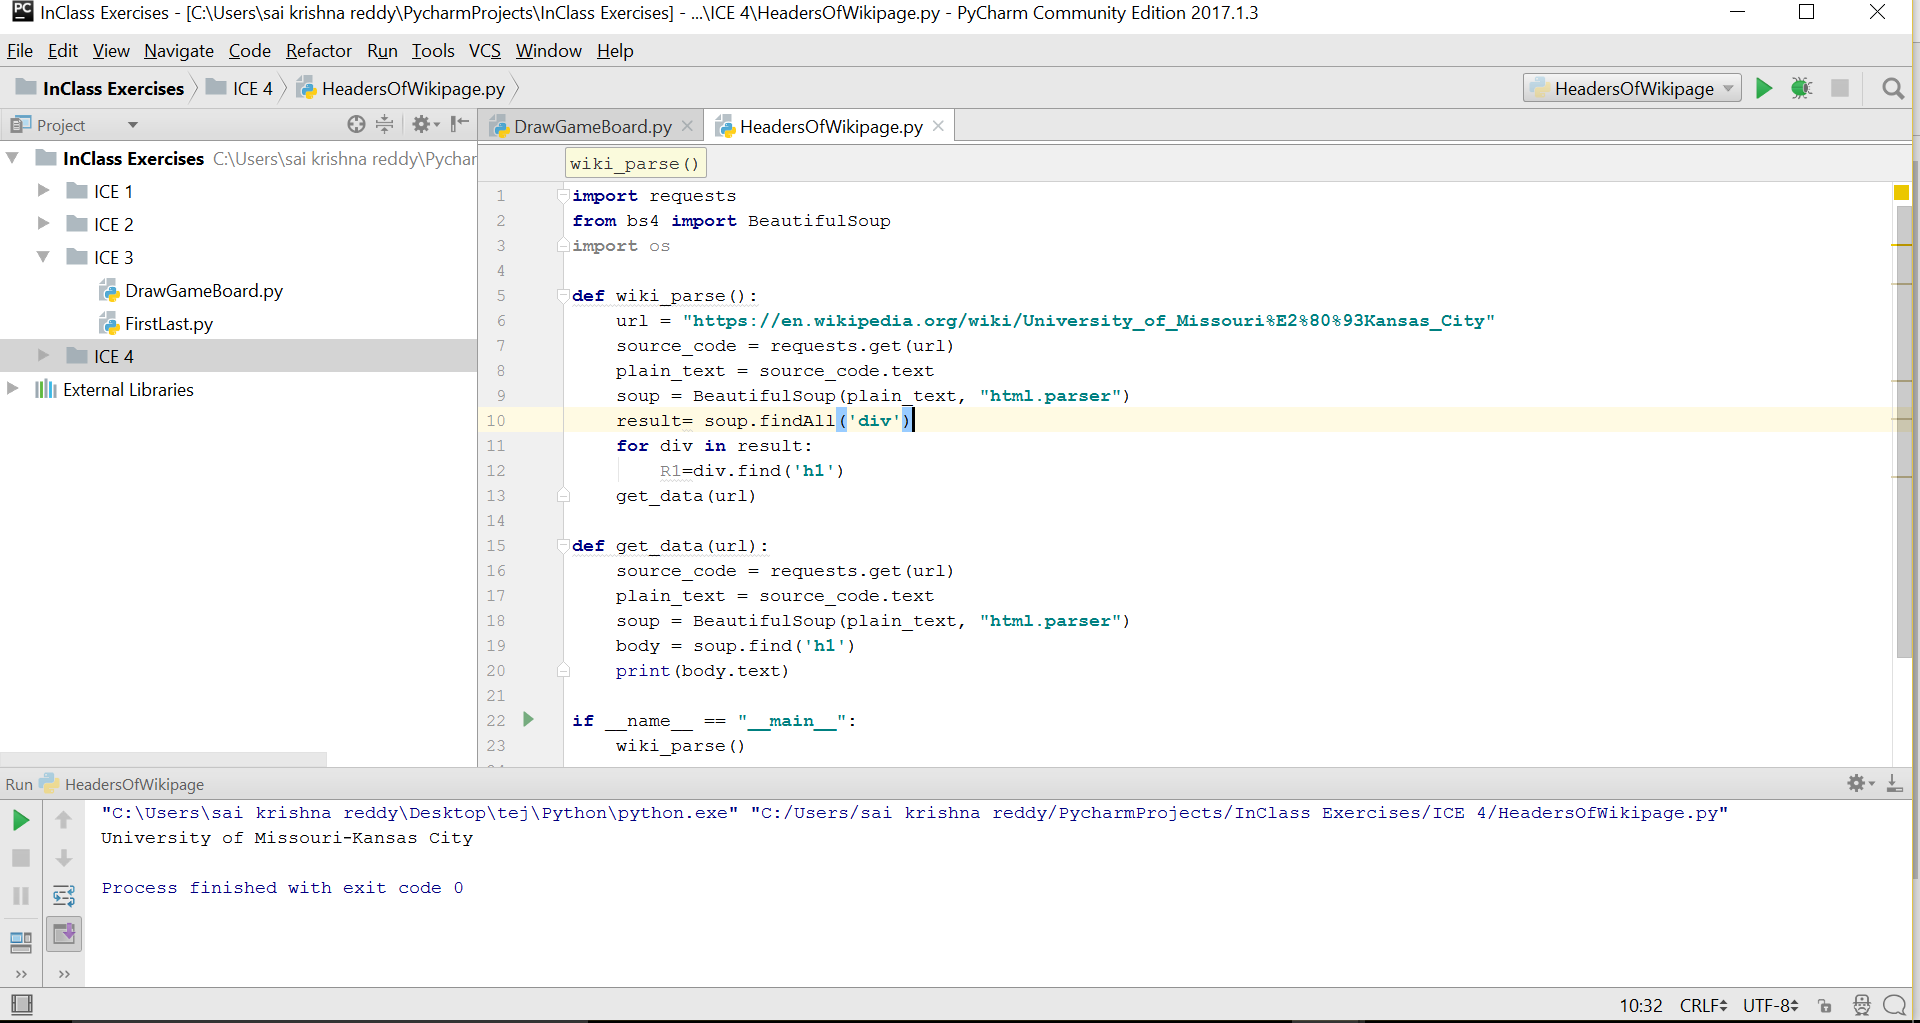 PC InClass Exercises - [C:\Users\sai krishna reddy\PycharmProjects\InClass Exercises] - ...\ICE 4\HeadersOfWikipage.py - PyCharm Community Edition 2017.1.3
File Edit View Navigate Code Refactor Run Tools VCS Window Help
InClass Exercises ICE 4 HeadersOfWikipage.py HeadersOfWikipage
Project DrawGameBoard.py HeadersOfWikipage.py
InClass Exercises C:\Users\sai krishna reddy\Pychar
ICE 1
ICE 2
ICE 3
DrawGameBoard.py
FirstLast.py
ICE 4
External Libraries
wiki_parse()
1 import requests
2 from bs4 import BeautifulSoup
3 import os
4
5 def wiki_parse():
6 url = "https://en.wikipedia.org/wiki/University_of_Missouri%E2%80%93Kansas_City"
7 source_code = requests.get(url)
8 plain_text = source_code.text
9 soup = BeautifulSoup(plain_text, "html.parser")
10 result= soup.findAll('div')
11 for div in result:
12 R1=div.find('h1')
13 get_data(url)
14
15 def get_data(url):
16 source_code = requests.get(url)
17 plain_text = source_code.text
18 soup = BeautifulSoup(plain_text, "html.parser")
19 body = soup.find('h1')
20 print(body.text)
21
22 if __name__ == "__main__":
23 wiki_parse()
Run HeadersOfWikipage
"C:\Users\sai krishna reddy\Desktop\tej\Python\python.exe" "C:/Users/sai krishna reddy/PycharmProjects/InClass Exercises/ICE 4/HeadersOfWikipage.py"
University of Missouri-Kansas City
Process finished with exit code 0
10:32 CRLF UTF-8